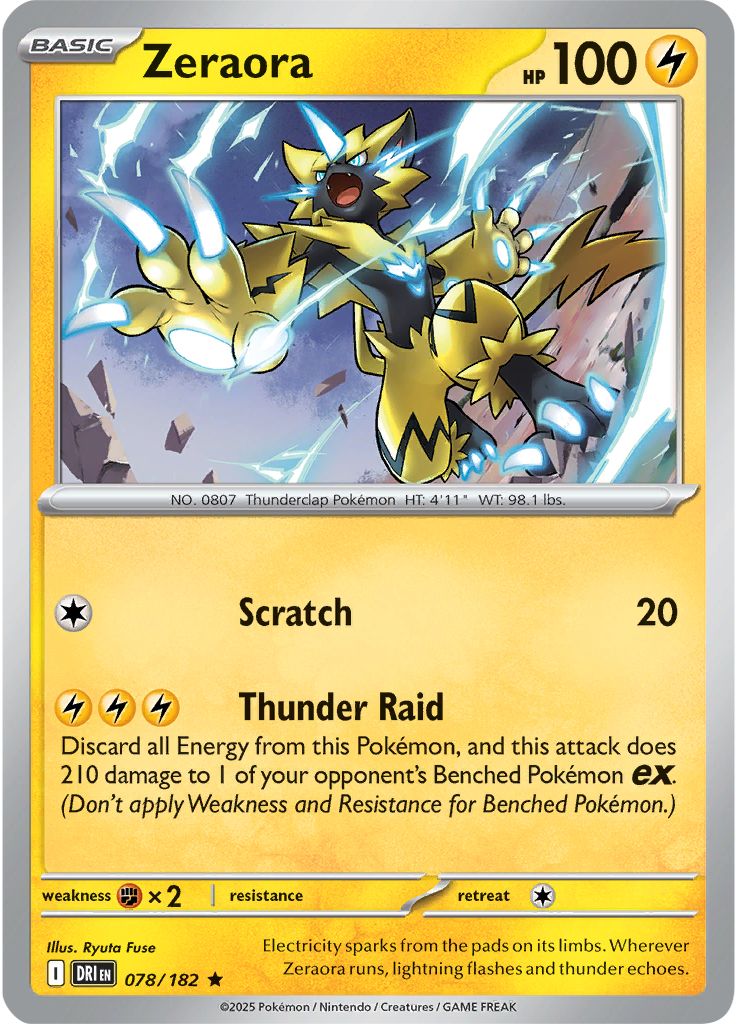 BASIC Zeraora HP 100
NO. 0807 Thunderclap Pokémon HT: 4'11" WT: 98.1 lbs.
Scratch 20
Thunder Raid
Discard all Energy from this Pokémon, and this attack does
210 damage to 1 of your opponent's Benched Pokémon ex.
(Don't apply Weakness and Resistance for Benched Pokémon.)
weakness ×2 resistance retreat
Illus. Ryuta Fuse
I DRI EN 078/182 ★
Electricity sparks from the pads on its limbs. Wherever
Zeraora runs, lightning flashes and thunder echoes.
©2025 Pokémon / Nintendo / Creatures / GAME FREAK